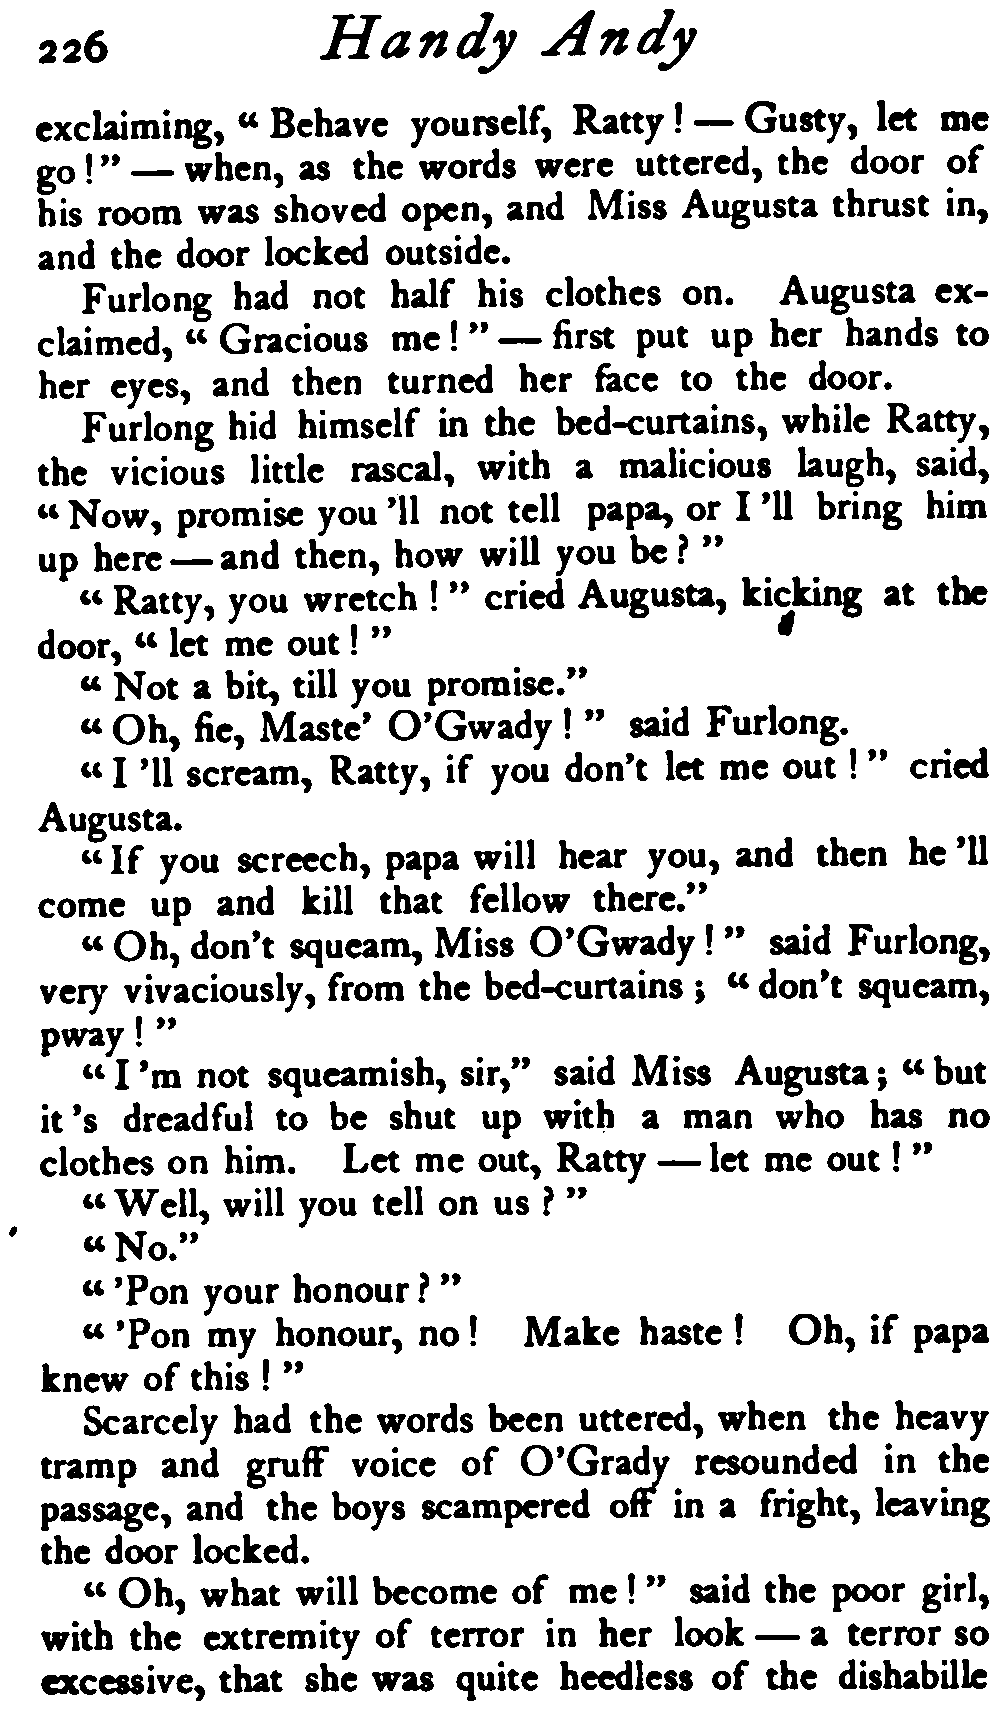 226 Handy Andy
exclaiming, “ Behave yourself, Ratty ! — Gusty, let me
go ! ” — when, as the words were uttered, the door of
his room was shoved open, and Miss Augusta thrust in,
and the door locked outside.
Furlong had not half his clothes on. Augusta ex-
claimed, “ Gracious me ! ” — first put up her hands to
her eyes, and then turned her face to the door.
Furlong hid himself in the bed-curtains, while Ratty,
the vicious little rascal, with a malicious laugh, said,
“ Now, promise you ’ll not tell papa, or I ’ll bring him
up here — and then, how will you be ? ”
“ Ratty, you wretch ! ” cried Augusta, kicking at the
door, “ let me out ! ”
“ Not a bit, till you promise.”
“ Oh, fie, Maste’ O’Gwady ! ” said Furlong.
“ I ’ll scream, Ratty, if you don’t let me out ! ” cried
Augusta.
“ If you screech, papa will hear you, and then he ’ll
come up and kill that fellow there.”
“ Oh, don’t squeam, Miss O’Gwady ! ” said Furlong,
very vivaciously, from the bed-curtains ; “ don’t squeam,
pway ! ”
“ I ’m not squeamish, sir,” said Miss Augusta ; “ but
it ’s dreadful to be shut up with a man who has no
clothes on him. Let me out, Ratty — let me out ! ”
“ Well, will you tell on us ? ”
“ No.”
“ ’Pon your honour ? ”
“ ’Pon my honour, no ! Make haste ! Oh, if papa
knew of this ! ”
Scarcely had the words been uttered, when the heavy
tramp and gruff voice of O’Grady resounded in the
passage, and the boys scampered off in a fright, leaving
the door locked.
“ Oh, what will become of me ! ” said the poor girl,
with the extremity of terror in her look — a terror so
excessive, that she was quite heedless of the dishabille